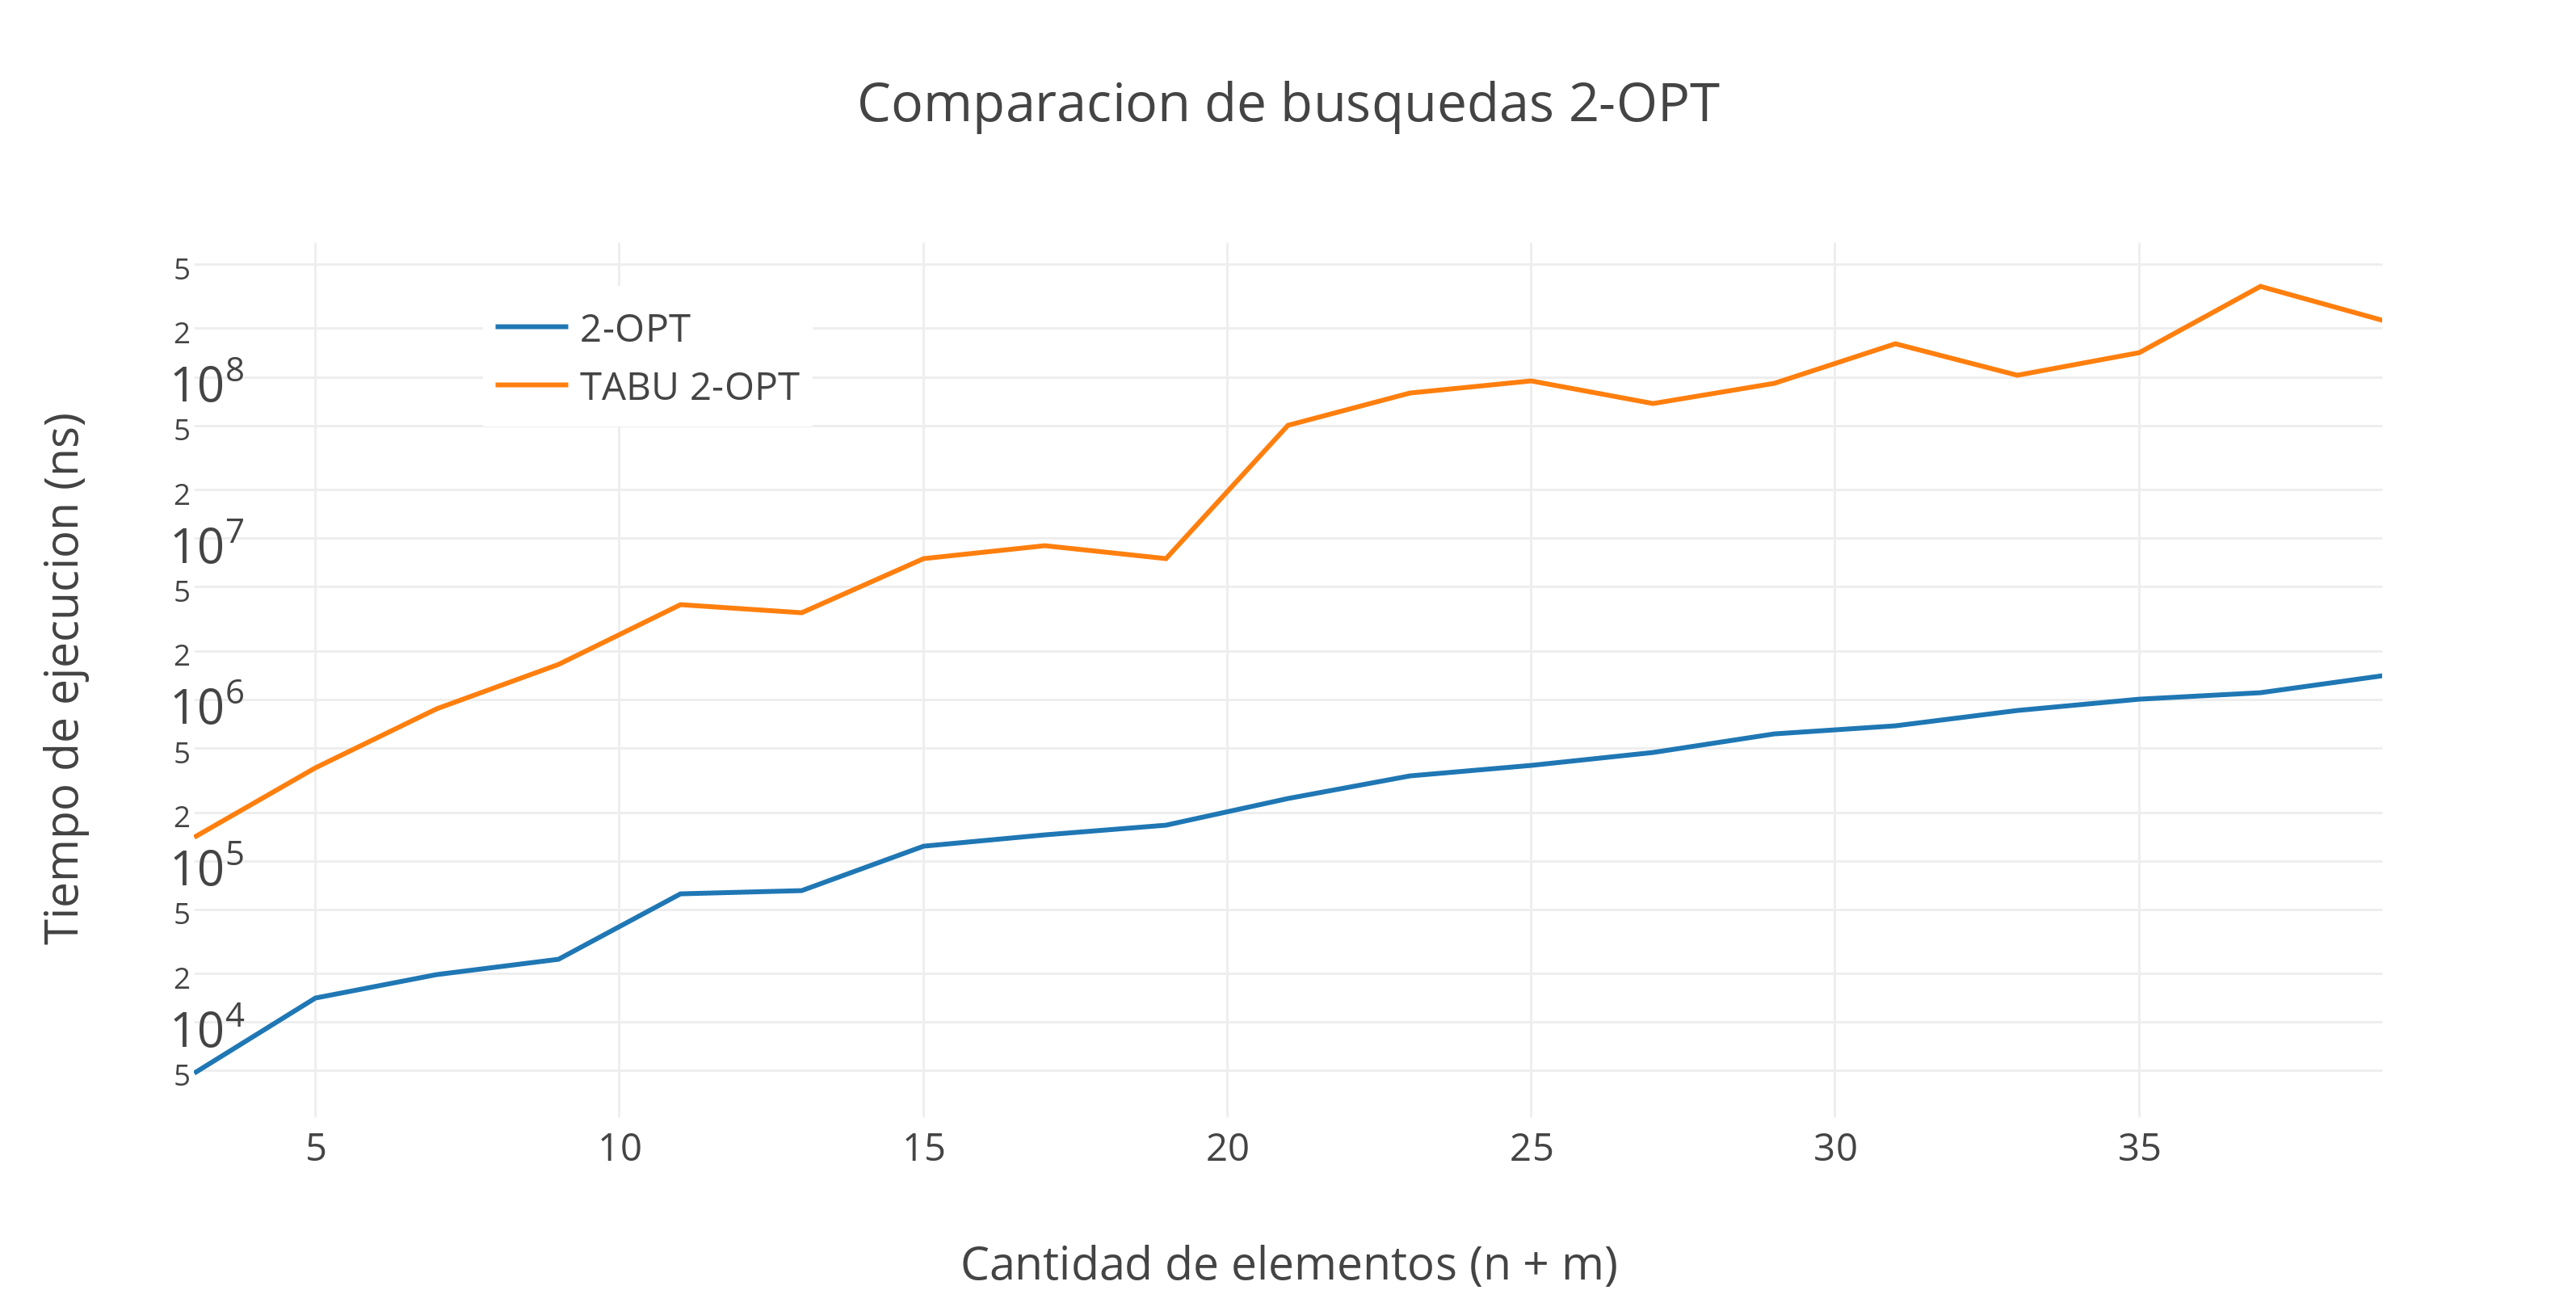 Comparacion de busquedas 2-OPT
2-OPT
TABU 2-OPT
Tiempo de ejecucion (ns)
5
2
10⁸
5
2
10⁷
5
2
10⁶
5
2
10⁵
5
2
10⁴
5
5 10 15 20 25 30 35
Cantidad de elementos (n + m)